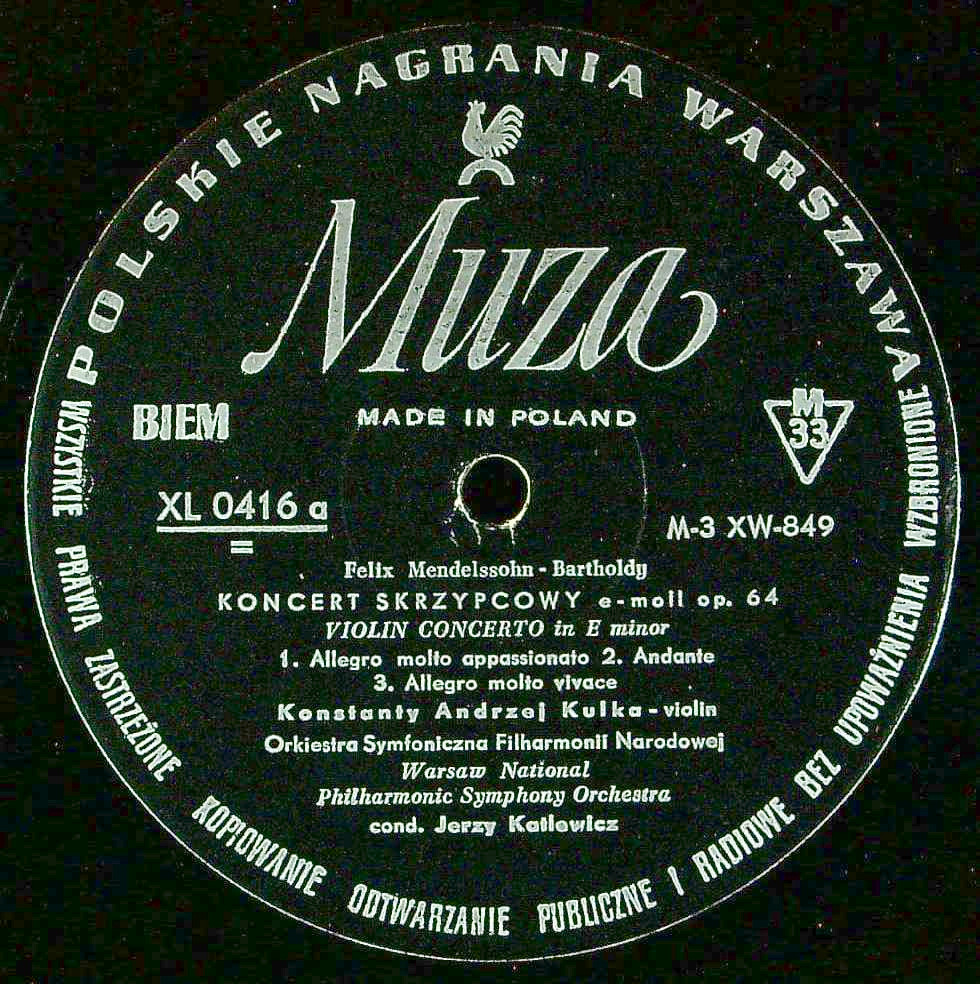 POLSKIE NAGRANIA WARSZAWA
Muza
MADE IN POLAND
BIEM
M
33
XL 0416 a
=
M-3 XW-849
Felix Mendelssohn - Bartholdy
KONCERT SKRZYPCOWY e-moll op. 64
VIOLIN CONCERTO in E minor
1. Allegro molto appassionato 2. Andante
3. Allegro molto vivace
Konstanty Andrzej Kulka - violin
Orkiestra Symfoniczna Filharmonii Narodowej
Warsaw National
Philharmonic Symphony Orchestra
cond. Jerzy Katlewicz
WSZYSTKIE PRAWA ZASTRZEŻONE KOPIOWANIE ODTWARZANIE PUBLICZNE I RADIOWE BEZ UPOWAŻNIENIA WZBRONIONE